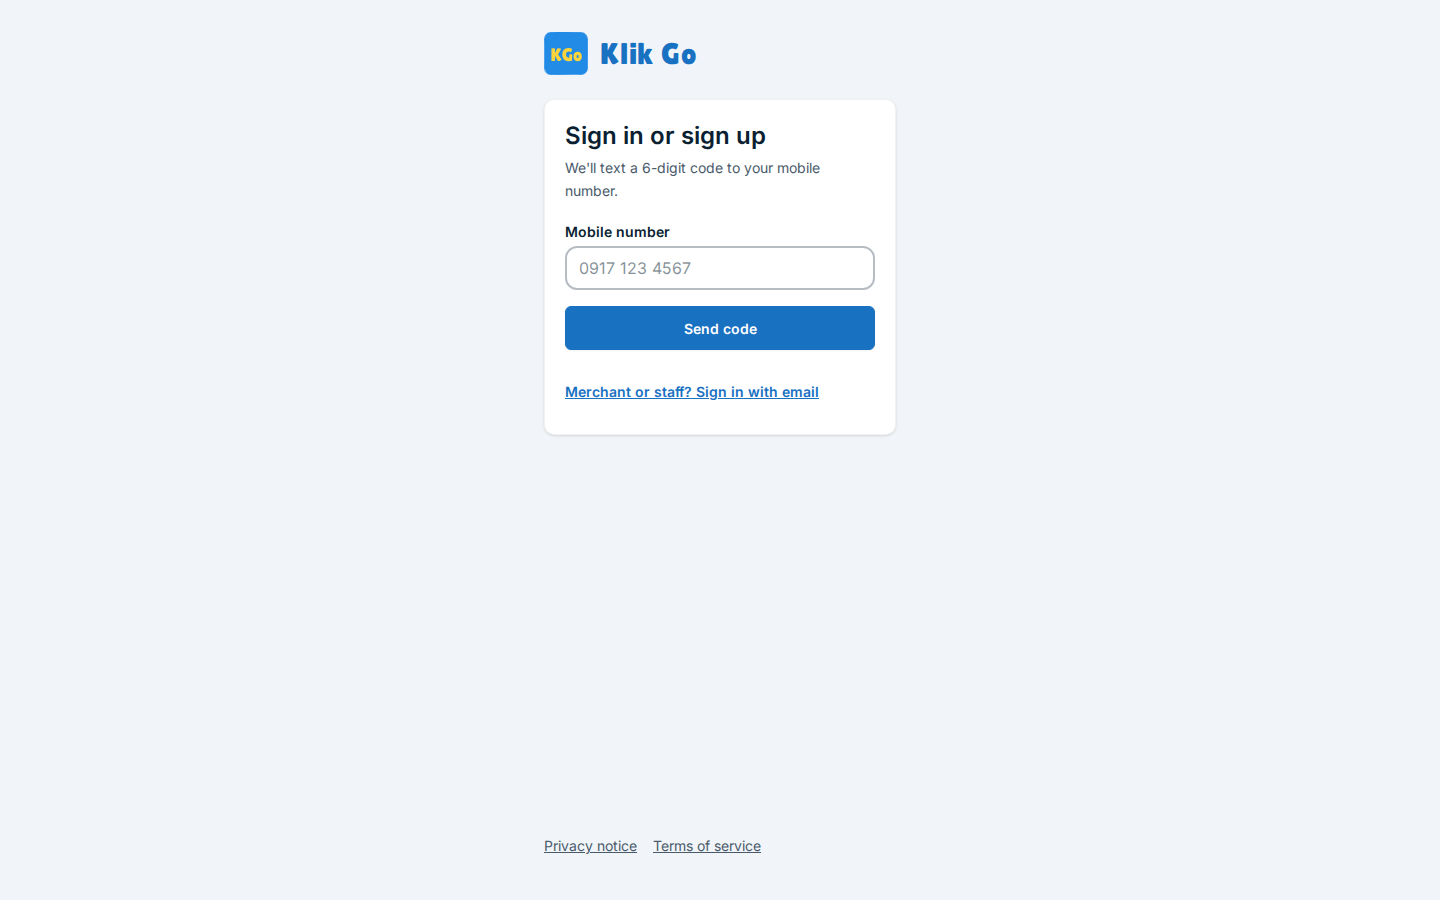 KGo Klik Go
Sign in or sign up
We'll text a 6-digit code to your mobile
number.
Mobile number
0917 123 4567
Send code
Merchant or staff? Sign in with email
Privacy notice Terms of service